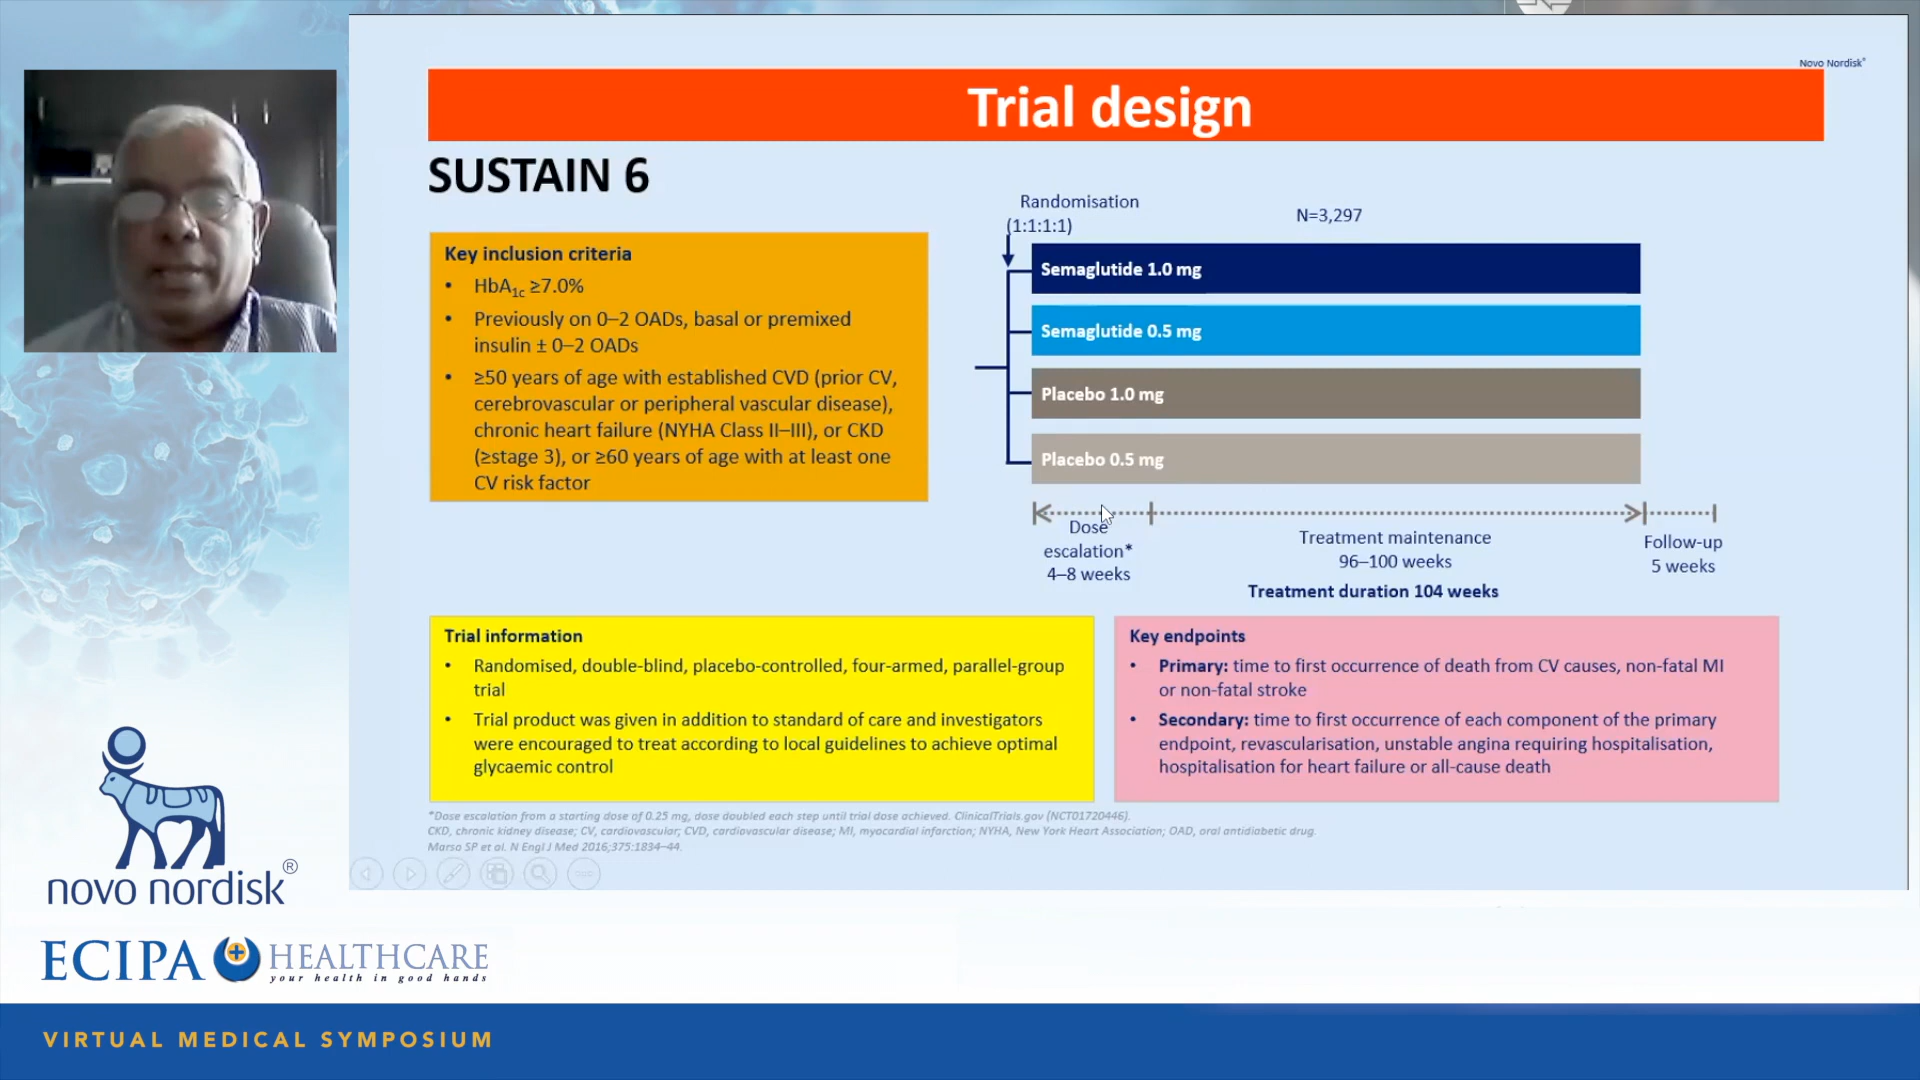 Novo Nordisk®
Trial design
SUSTAIN 6
Key inclusion criteria
• HbA1c ≥7.0%
• Previously on 0–2 OADs, basal or premixed
insulin ± 0–2 OADs
• ≥50 years of age with established CVD (prior CV,
cerebrovascular or peripheral vascular disease),
chronic heart failure (NYHA Class II–III), or CKD
(≥stage 3), or ≥60 years of age with at least one
CV risk factor
Randomisation
(1:1:1:1)
N=3,297
Semaglutide 1.0 mg
Semaglutide 0.5 mg
Placebo 1.0 mg
Placebo 0.5 mg
Dose
escalation*
4–8 weeks
Treatment maintenance
96–100 weeks
Treatment duration 104 weeks
Follow-up
5 weeks
Trial information
• Randomised, double-blind, placebo-controlled, four-armed, parallel-group
trial
• Trial product was given in addition to standard of care and investigators
were encouraged to treat according to local guidelines to achieve optimal
glycaemic control
Key endpoints
• Primary: time to first occurrence of death from CV causes, non-fatal MI
or non-fatal stroke
• Secondary: time to first occurrence of each component of the primary
endpoint, revascularisation, unstable angina requiring hospitalisation,
hospitalisation for heart failure or all-cause death
*Dose escalation from a starting dose of 0.25 mg, dose doubled each step until trial dose achieved. ClinicalTrials.gov (NCT01720446).
CKD, chronic kidney disease; CV, cardiovascular; CVD, cardiovascular disease; MI, myocardial infarction; NYHA, New York Heart Association; OAD, oral antidiabetic drug.
Marso SP et al. N Engl J Med 2016;375:1834–44.
novo nordisk®
ECIPA HEALTHCARE
your health in good hands
VIRTUAL MEDICAL SYMPOSIUM